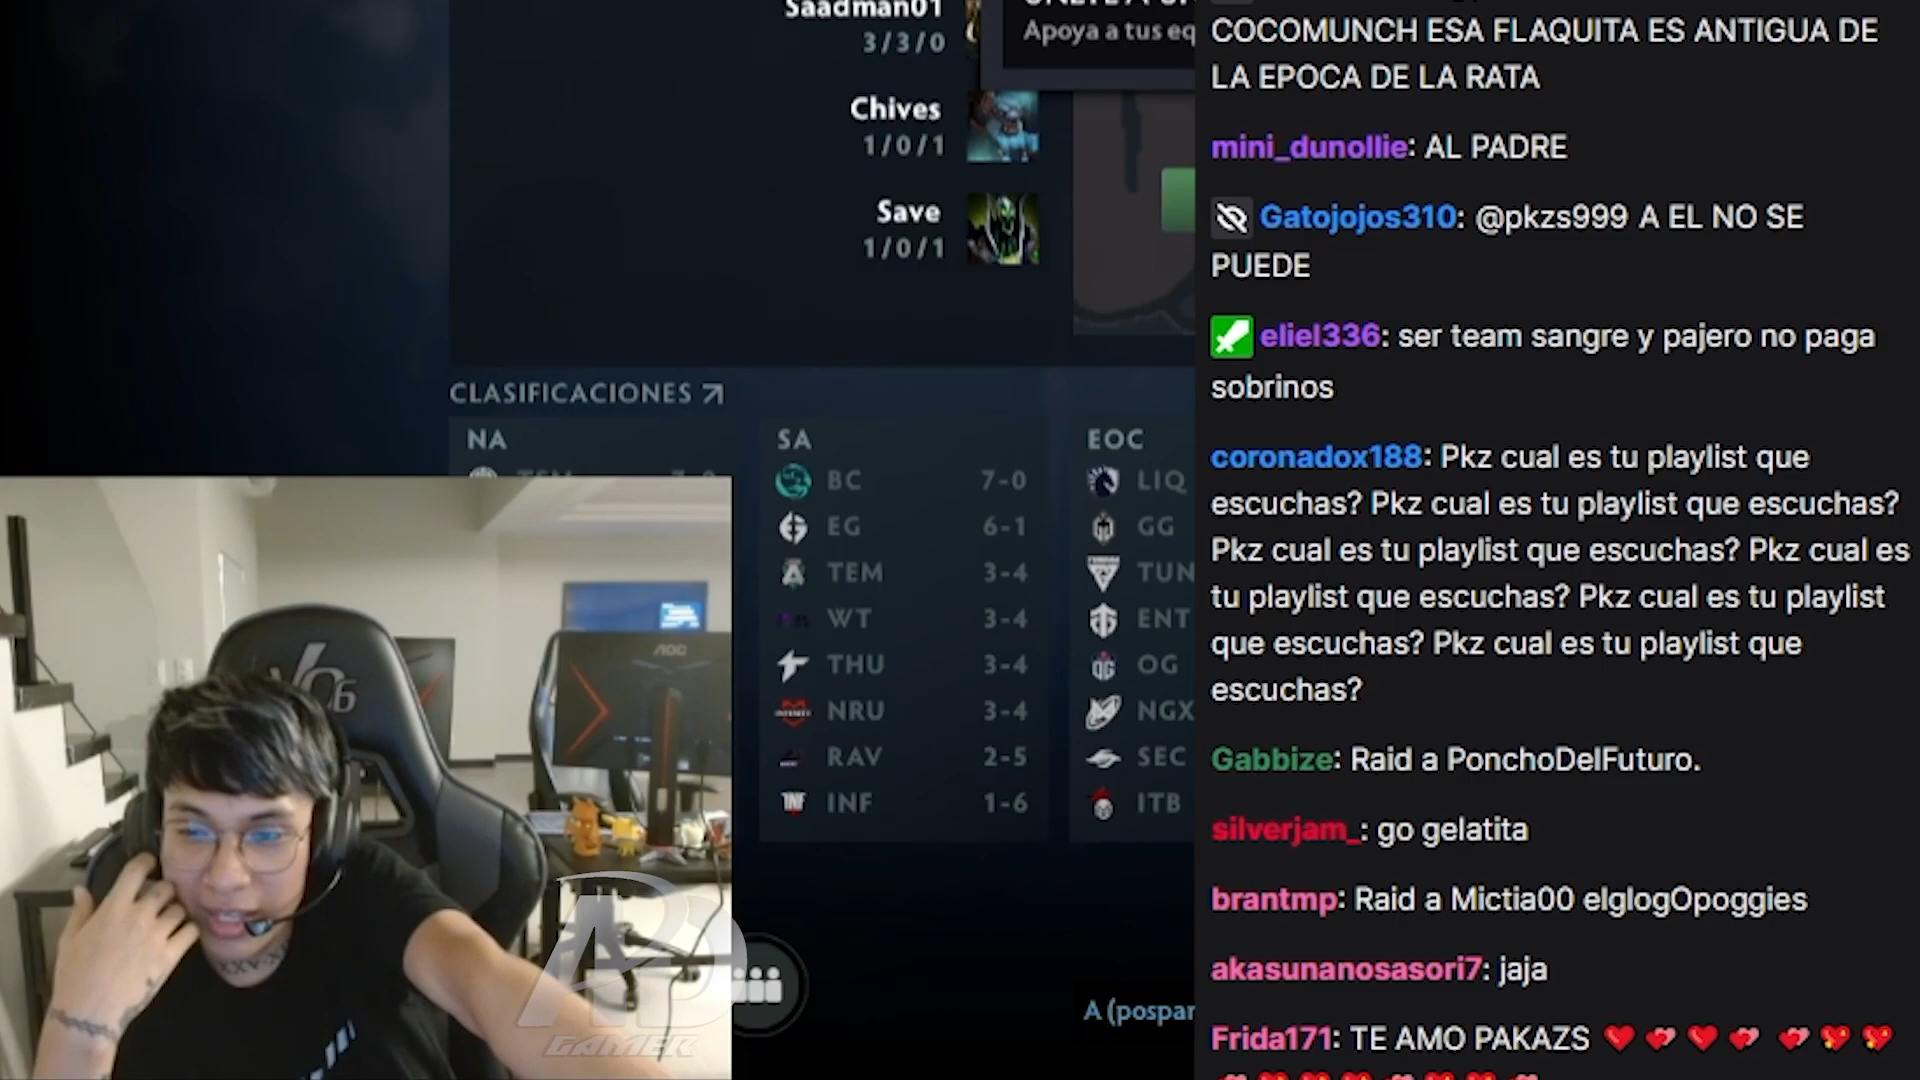 Saadman01
3/3/0
Apoya a tus eq
Chives
1/0/1
Save
1/0/1
CLASIFICACIONES
NA
SA
BC 7-0
EG 6-1
TEM 3-4
WT 3-4
THU 3-4
NRU 3-4
RAV 2-5
INF 1-6
EOC
LIQ
GG
TUN
ENT
OG
NGX
SEC
ITB
AOC
GAMER
A (pospar
COCOMUNCH ESA FLAQUITA ES ANTIGUA DE
LA EPOCA DE LA RATA
mini_dunollie: AL PADRE
Gatojojos310: @pkzs999 A EL NO SE
PUEDE
eliel336: ser team sangre y pajero no paga
sobrinos
coronadox188: Pkz cual es tu playlist que
escuchas? Pkz cual es tu playlist que escuchas?
Pkz cual es tu playlist que escuchas? Pkz cual es
tu playlist que escuchas? Pkz cual es tu playlist
que escuchas? Pkz cual es tu playlist que
escuchas?
Gabbize: Raid a PonchoDelFuturo.
silverjam_: go gelatita
brantmp: Raid a Mictia00 elglogOpoggies
akasunanosasori7: jaja
Frida171: TE AMO PAKAZS